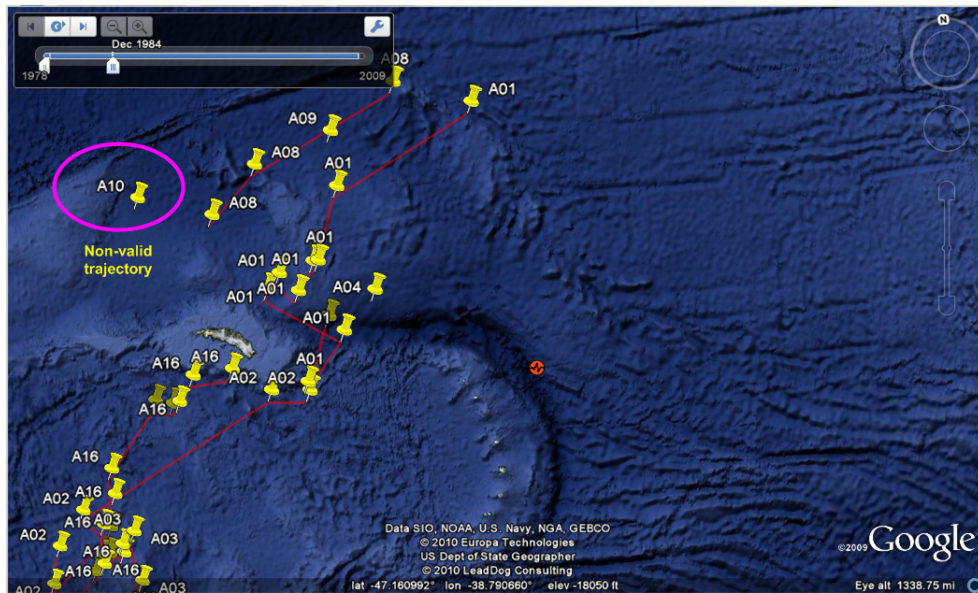 N
Dec 1984
1978
2009
A08
A01
A09
A08
A01
A10
A08
Non-valid
trajectory
A01
A01
A01
A01
A01
A04
A01
A01
A16
A16
A02
A02
A16
A16
A02
A16
A16
A03
A02
A03
A16
A16
A16
A02
A03
Data SIO, NOAA, U.S. Navy, NGA, GEBCO
© 2010 Europa Technologies
US Dept of State Geographer
© 2010 LeadDog Consulting
©2009 Google
lat -47.160992° lon -38.790660° elev -18050 ft
Eye alt 1338.75 mi